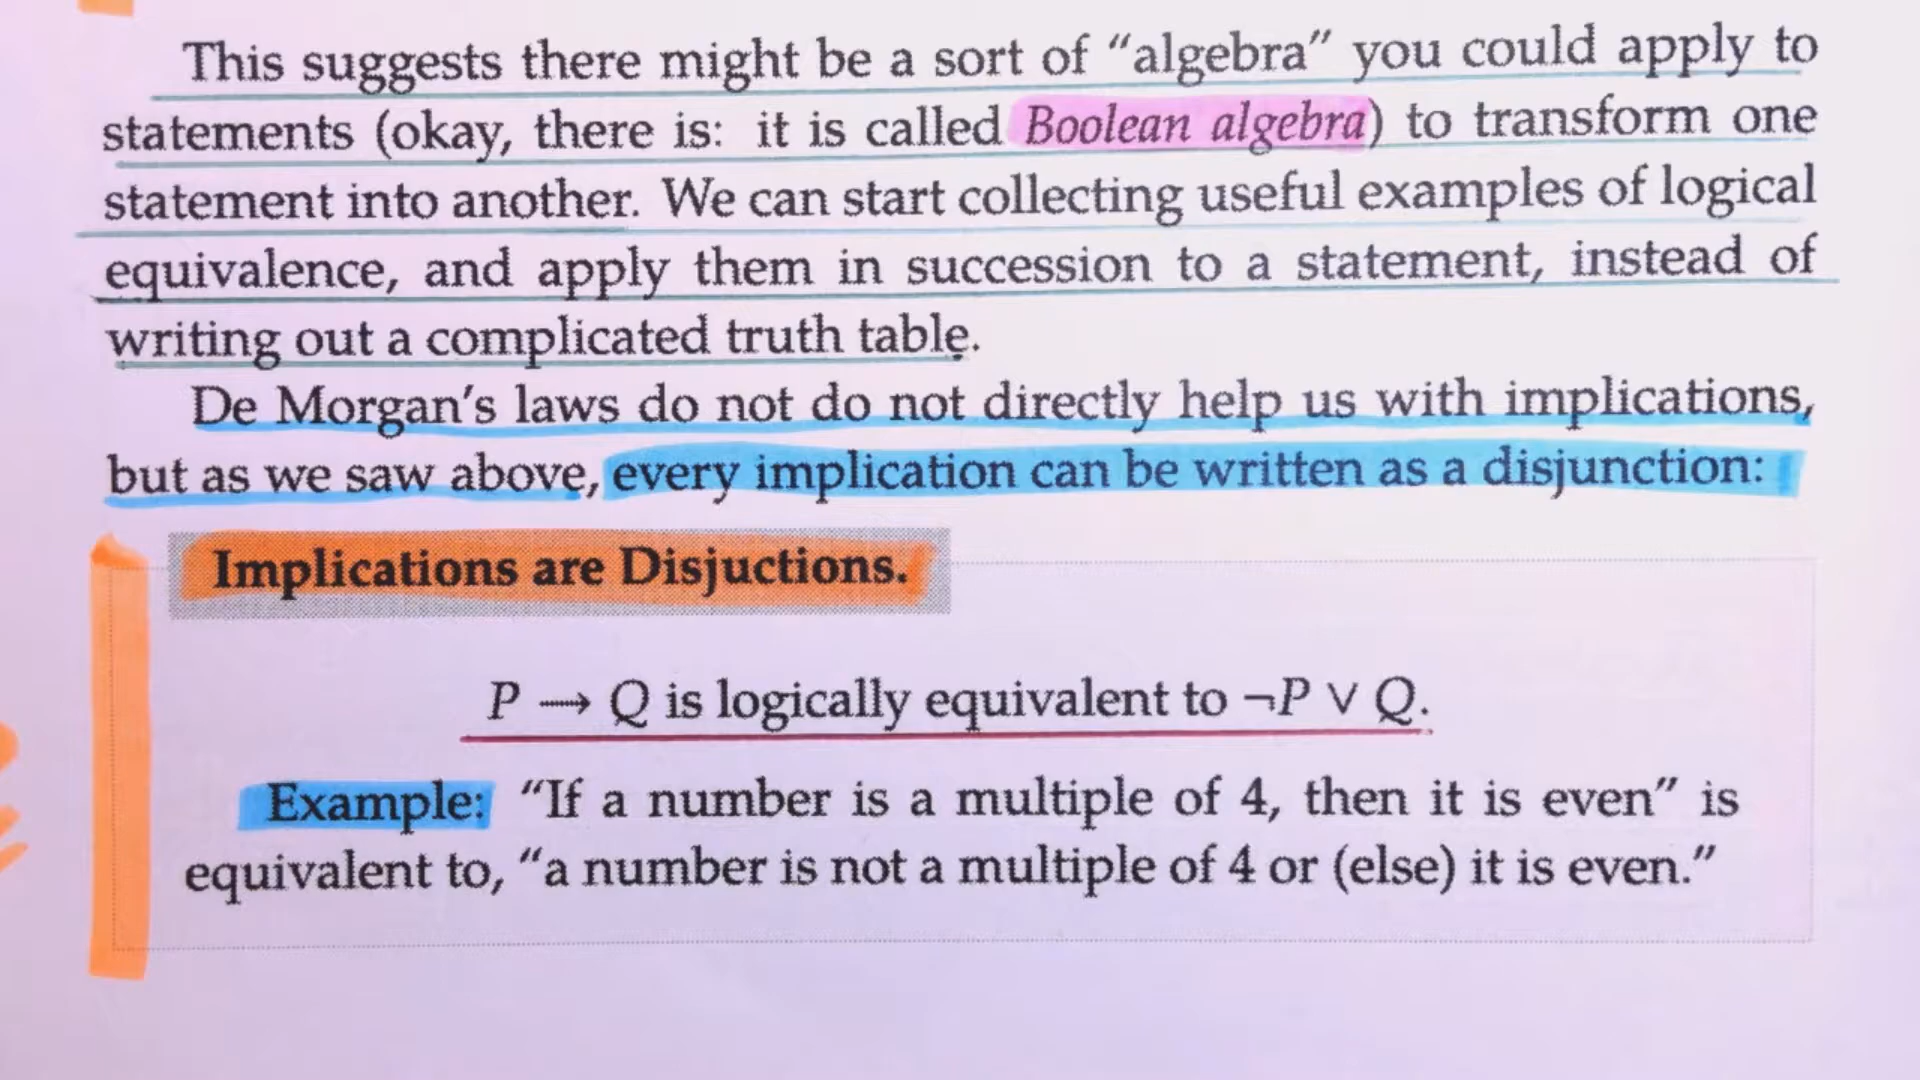 This suggests there might be a sort of “algebra” you could apply to
statements (okay, there is: it is called Boolean algebra) to transform one
statement into another. We can start collecting useful examples of logical
equivalence, and apply them in succession to a statement, instead of
writing out a complicated truth table.
De Morgan’s laws do not do not directly help us with implications,
but as we saw above, every implication can be written as a disjunction:
Implications are Disjuctions.
P → Q is logically equivalent to ¬P ∨ Q.
Example: “If a number is a multiple of 4, then it is even” is
equivalent to, “a number is not a multiple of 4 or (else) it is even.”